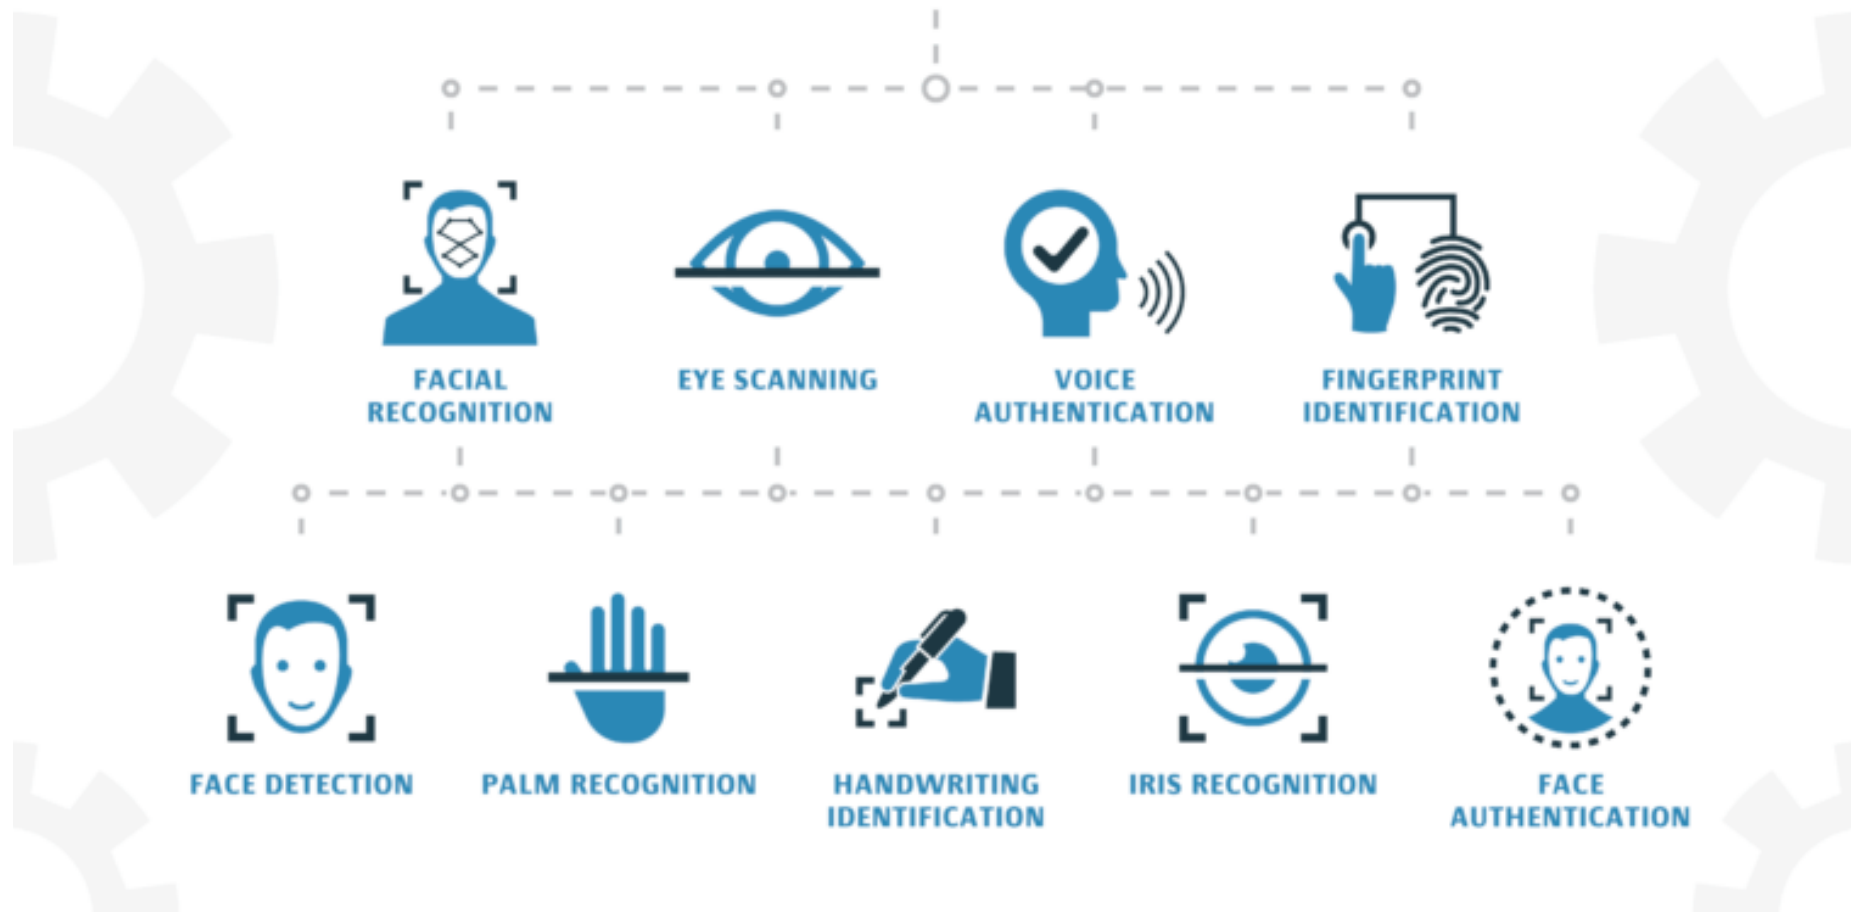 FACIAL
RECOGNITION
EYE SCANNING
VOICE
AUTHENTICATION
FINGERPRINT
IDENTIFICATION
FACE DETECTION
PALM RECOGNITION
HANDWRITING
IDENTIFICATION
IRIS RECOGNITION
FACE
AUTHENTICATION